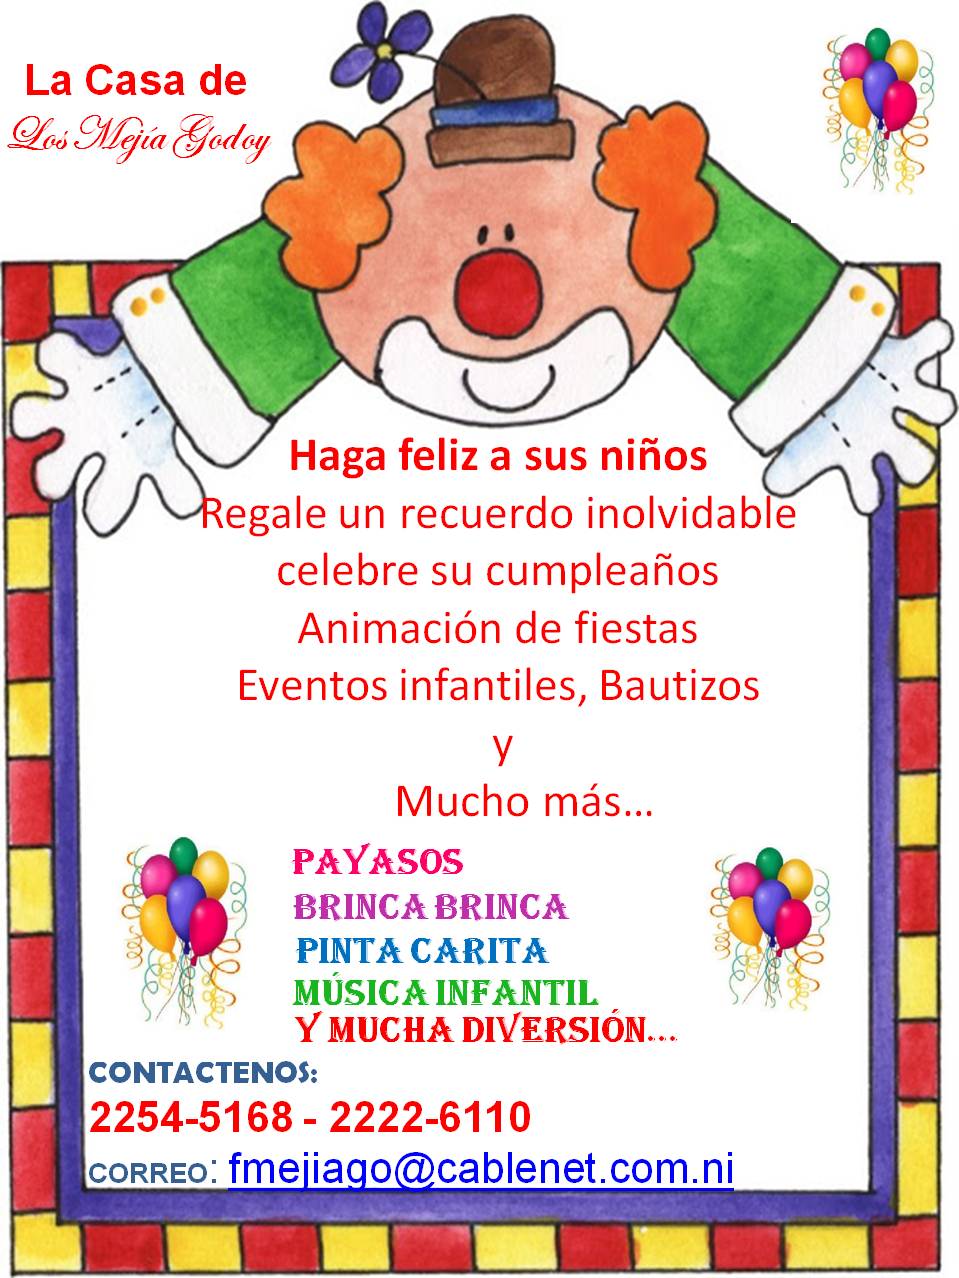 La Casa de
Los Mejía Godoy
Haga feliz a sus niños
Regale un recuerdo inolvidable
celebre su cumpleaños
Animación de fiestas
Eventos infantiles, Bautizos
y
Mucho más...
PAYASOS
BRINCA BRINCA
PINTA CARITA
MÚSICA INFANTIL
Y MUCHA DIVERSIÓN...
CONTACTENOS:
2254-5168 - 2222-6110
CORREO: fmejiago@cablenet.com.ni